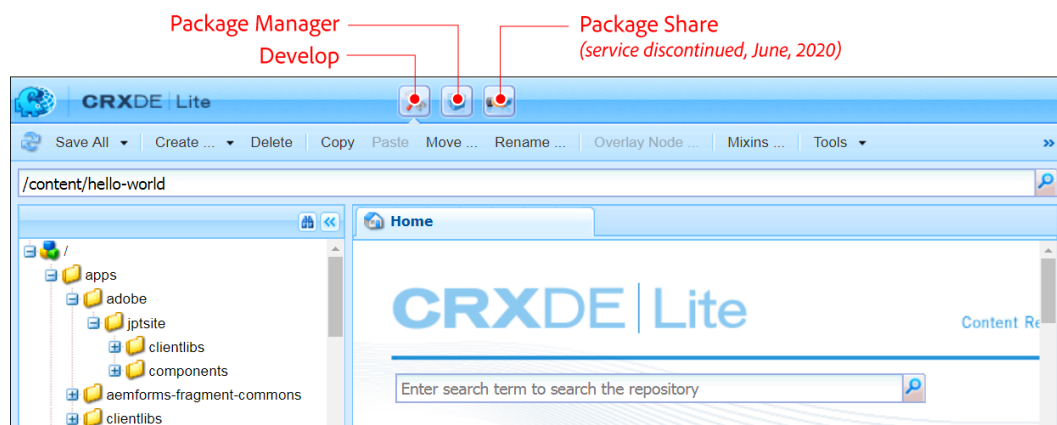 Package Manager
Package Share
Develop
(service discontinued, June, 2020)
CRXDE Lite
Save All
Create ...
Delete
Copy
Paste
Move ...
Rename ...
Overlay Node ...
Mixins ...
Tools
»
/content/hello-world
Home
/
apps
adobe
jptsite
clientlibs
components
aemforms-fragment-commons
clientlibs
CRXDE Lite
Content Re
Enter search term to search the repository